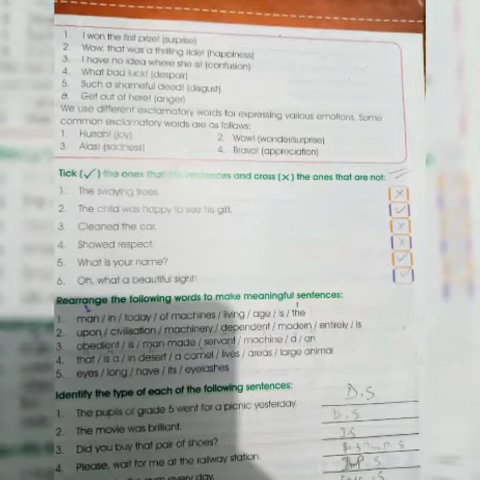 1. I won the first prize! (surprise)
2. Wow, that was a thrilling ride! (happiness)
3. I have no idea where she is! (confusion)
4. What bad luck! (despair)
5. Such a shameful deed! (disgust)
6. Get out of here! (anger)
We use different exclamatory words for expressing various emotions. Some
common exclamatory words are as follows:
1. Hurrah! (joy) 2. Wow! (wonder/surprise)
3. Alas! (sadness) 4. Bravo! (appreciation)
Tick (✓) the ones that sentences and cross (×) the ones that are not:
1. The swaying trees. ×
2. The child was happy to see his gift. ✓
3. Cleaned the car. ×
4. Showed respect. ×
5. What is your name? ✓
6. Oh, what a beautiful sight! ✓
Rearrange the following words to make meaningful sentences:
1. man / in / today / of machines / living / age / is / the
2. upon / civilisation / machinery / dependent / modern / entirely / is
3. obedient / is / man-made / servant / machine / a / an
4. that / is a / in desert / a camel / lives / areas / large animal
5. eyes / long / have / its / eyelashes
Identify the type of each of the following sentences:
1. The pupils of grade 5 went for a picnic yesterday. D.S
2. The movie was brilliant. D.S
3. Did you buy that pair of shoes?
4. Please, wait for me at the railway station.
every day.